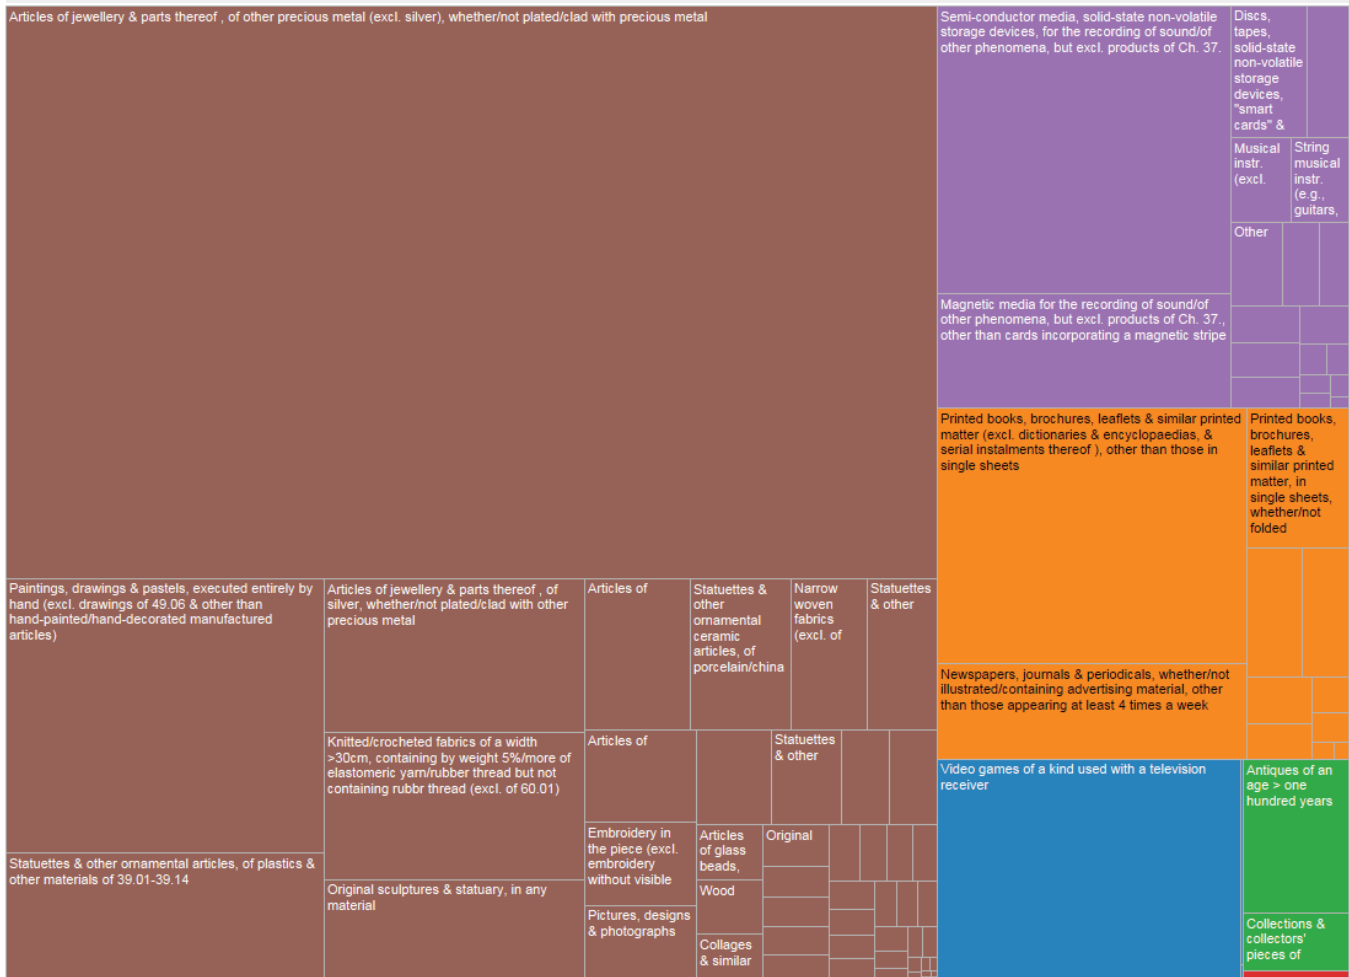 Articles of jewellery & parts thereof , of other precious metal (excl. silver), whether/not plated/clad with precious metal
Paintings, drawings & pastels, executed entirely by
hand (excl. drawings of 49.06 & other than
hand-painted/hand-decorated manufactured
articles)
Statuettes & other ornamental articles, of plastics &
other materials of 39.01-39.14
Articles of jewellery & parts thereof , of
silver, whether/not plated/clad with other
precious metal
Knitted/crocheted fabrics of a width
>30cm, containing by weight 5%/more of
elastomeric yarn/rubber thread but not
containing rubbr thread (excl. of 60.01)
Original sculptures & statuary, in any
material
Articles of
Statuettes &
other
ornamental
ceramic
articles, of
porcelain/china
Narrow
woven
fabrics
(excl. of
Statuettes
& other
Articles of
Statuettes
& other
Embroidery in
the piece (excl.
embroidery
without visible
Pictures, designs
& photographs
Articles
of glass
beads,
Original
Wood
Collages
& similar
Semi-conductor media, solid-state non-volatile
storage devices, for the recording of sound/of
other phenomena, but excl. products of Ch. 37.
Magnetic media for the recording of sound/of
other phenomena, but excl. products of Ch. 37.,
other than cards incorporating a magnetic stripe
Discs,
tapes,
solid-state
non-volatile
storage
devices,
"smart
cards" &
Musical
instr.
(excl.
String
musical
instr.
(e.g.,
guitars,
Other
Printed books, brochures, leaflets & similar printed
matter (excl. dictionaries & encyclopaedias, &
serial instalments thereof ), other than those in
single sheets
Printed books,
brochures,
leaflets &
similar printed
matter, in
single sheets,
whether/not
folded
Newspapers, journals & periodicals, whether/not
illustrated/containing advertising material, other
than those appearing at least 4 times a week
Video games of a kind used with a television
receiver
Antiques of an
age > one
hundred years
Collections &
collectors'
pieces of